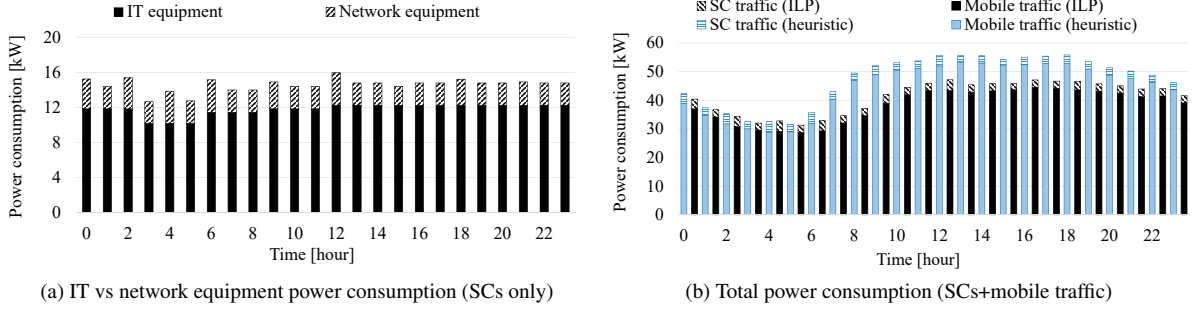 IT equipment Network equipment
20
16
12
8
4
0
Power consumption [kW]
0 2 4 6 8 10 12 14 16 18 20 22
Time [hour]
(a) IT vs network equipment power consumption (SCs only)
SC traffic (ILP) Mobile traffic (ILP)
SC traffic (heuristic) Mobile traffic (heuristic)
60
50
40
30
20
10
0
Power consumption [kW]
0 2 4 6 8 10 12 14 16 18 20 22
Time [hour]
(b) Total power consumption (SCs+mobile traffic)